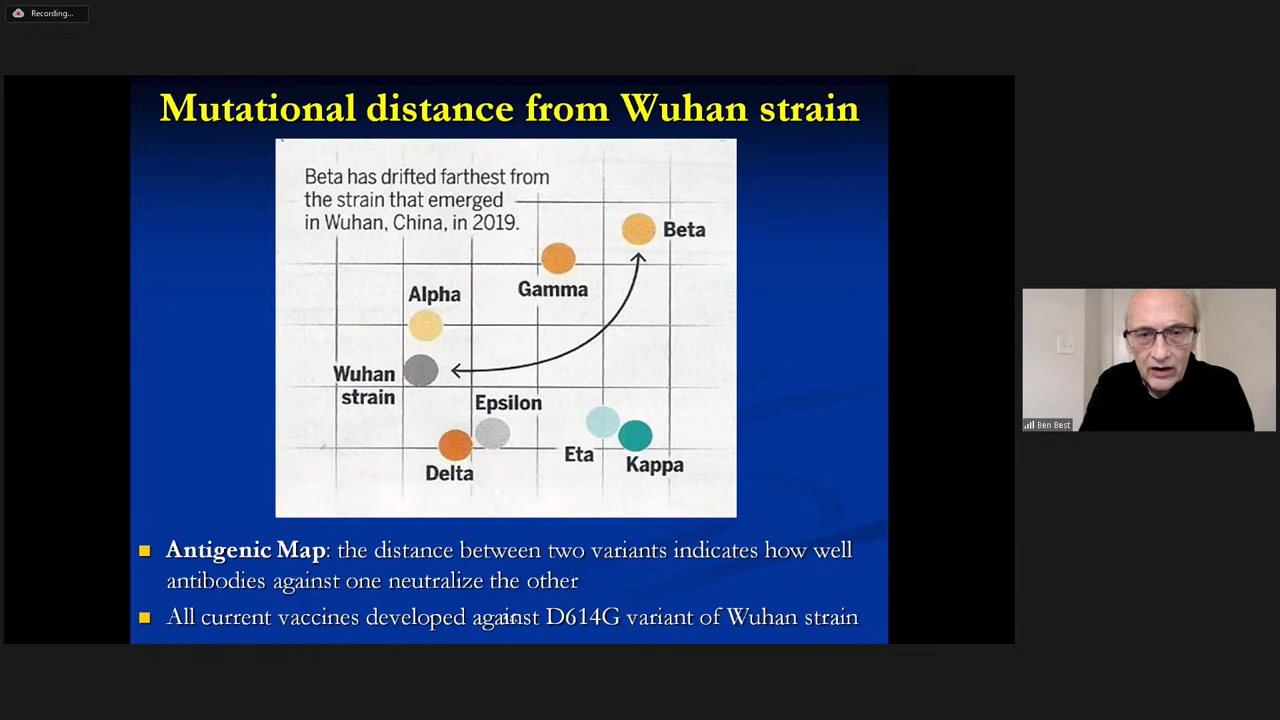 Recording...
Mutational distance from Wuhan strain
Beta has drifted farthest from
the strain that emerged
in Wuhan, China, in 2019.
Beta
Gamma
Alpha
Wuhan
strain
Epsilon
Delta
Eta
Kappa
Antigenic Map: the distance between two variants indicates how well
antibodies against one neutralize the other
All current vaccines developed against D614G variant of Wuhan strain
Ben Best